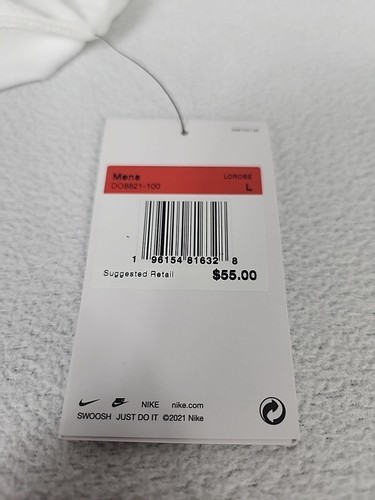 Mens LGROSE
DO8821-100 L
1 96154 81632 8
Suggested Retail $55.00
NIKE nike.com
SWOOSH JUST DO IT ©2021 Nike